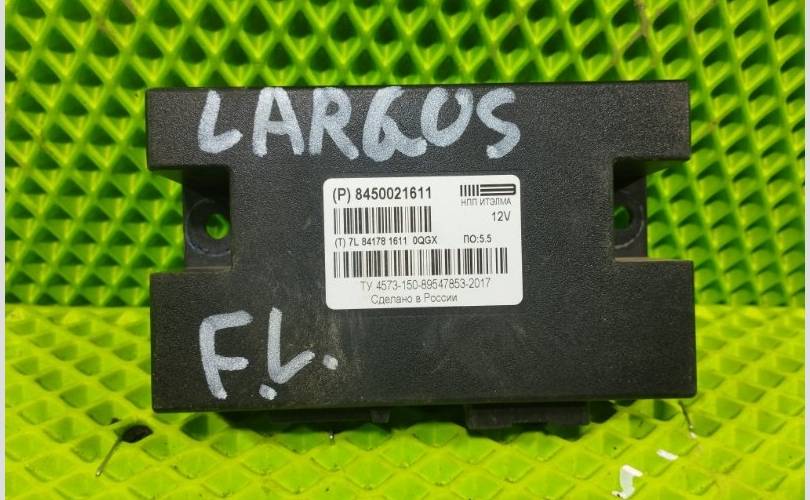 LARGUS
(P) 8450021611
НПП ИТЭЛМА
12V
(T) 7L 84178 1611 0QGX ПО:5.5
ТУ 4573-150-89547853-2017
Сделано в России
F.L.